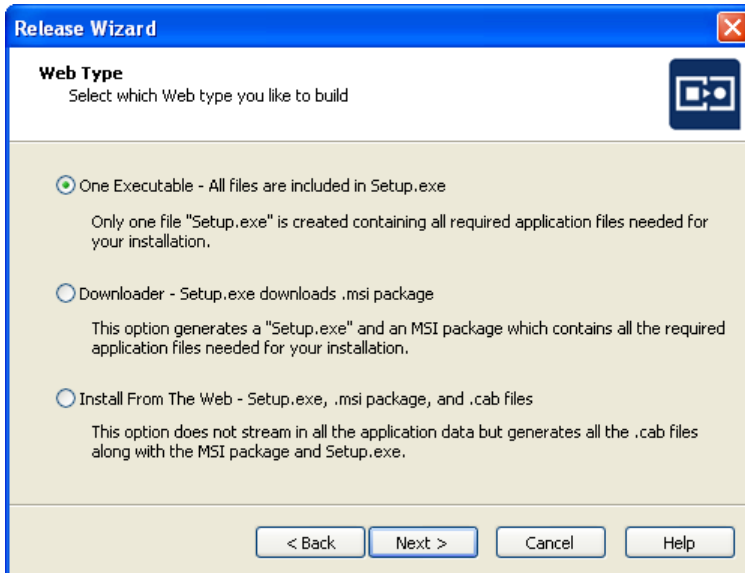 Release Wizard
Web Type
Select which Web type you like to build
One Executable - All files are included in Setup.exe
Only one file "Setup.exe" is created containing all required application files needed for
your installation.
Downloader - Setup.exe downloads .msi package
This option generates a "Setup.exe" and an MSI package which contains all the required
application files needed for your installation.
Install From The Web - Setup.exe, .msi package, and .cab files
This option does not stream in all the application data but generates all the .cab files
along with the MSI package and Setup.exe.
< Back Next > Cancel Help